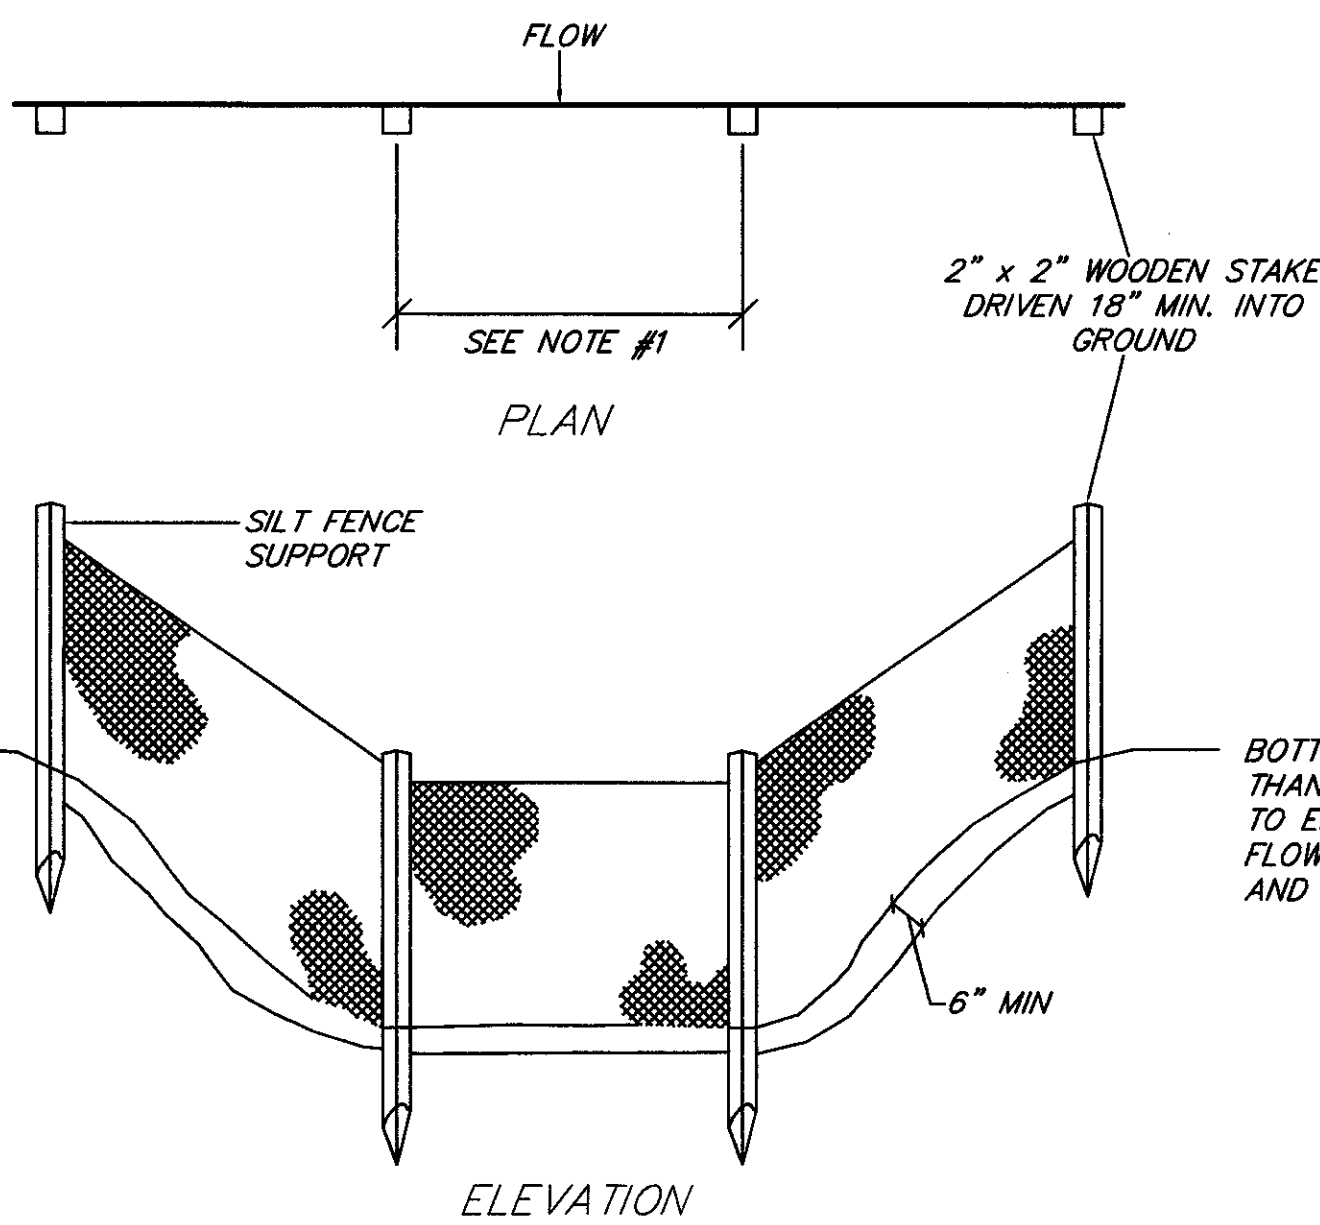 FLOW
2" x 2" WOODEN STAKE
DRIVEN 18" MIN. INTO
GROUND
SEE NOTE #1
PLAN
SILT FENCE
SUPPORT
THAN
FLOW
AND
TO
6" MIN
ELEVATION